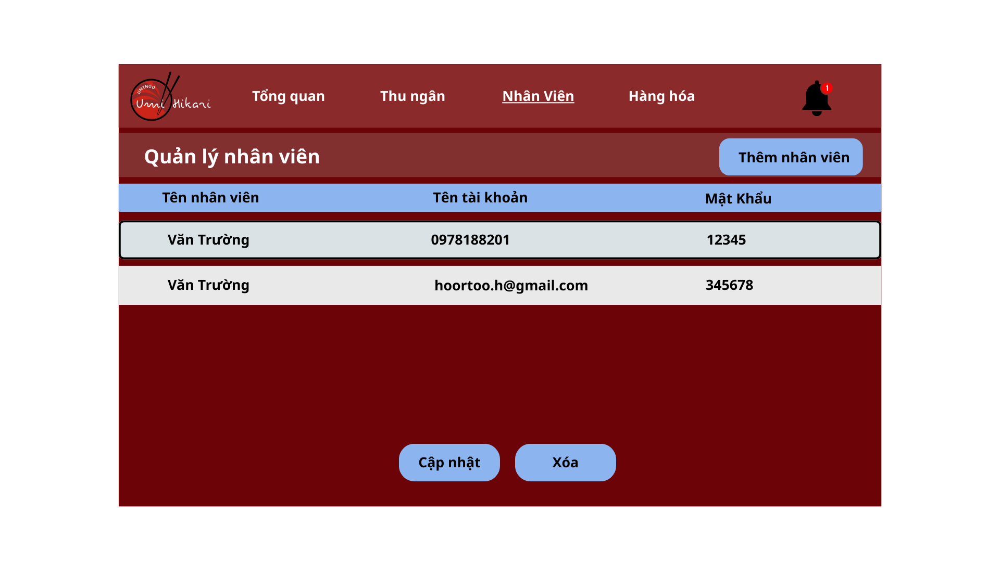 UMINOO
Umi Hikari
Tổng quan
Thu ngân
Nhân Viên
Hàng hóa
1
Quản lý nhân viên
Thêm nhân viên
Tên nhân viên
Tên tài khoản
Mật Khẩu
Văn Trường
0978188201
12345
Văn Trường
hoortoo.h@gmail.com
345678
Cập nhật
Xóa